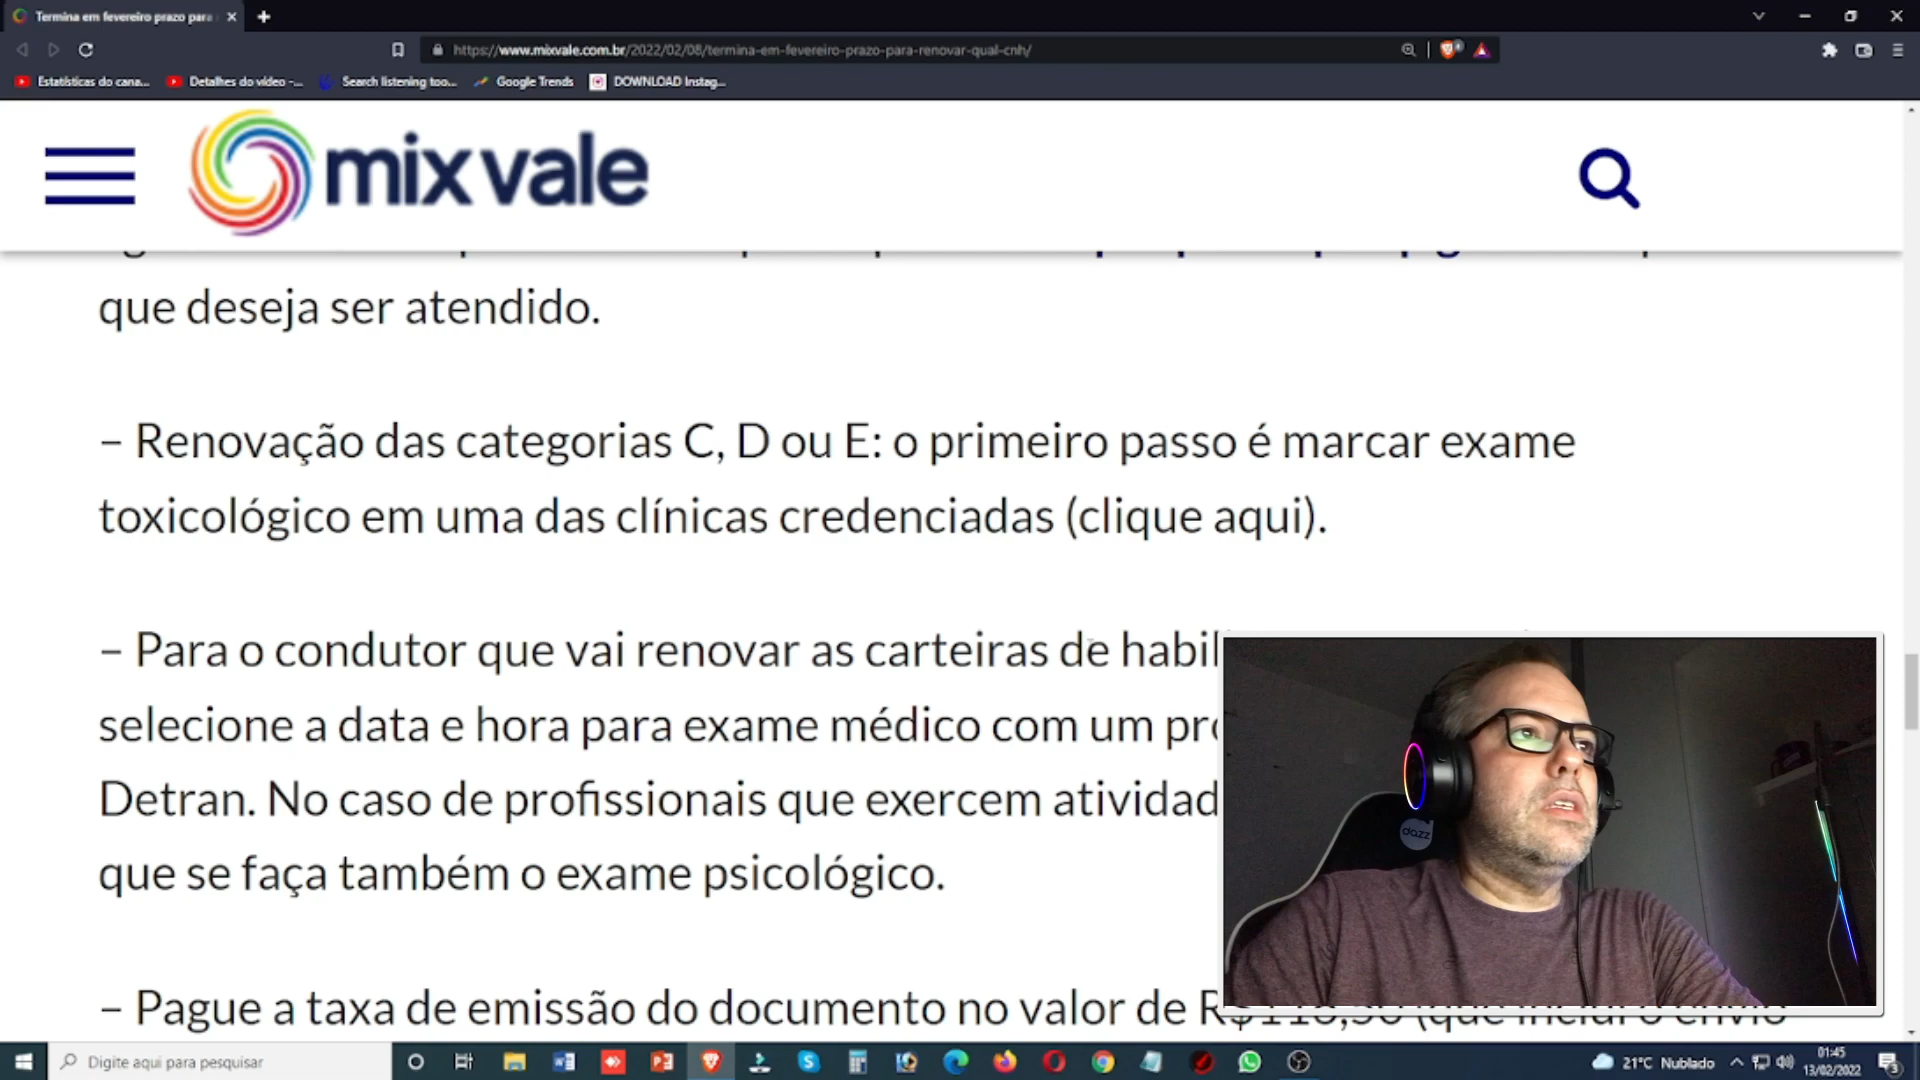 Termina em fevereiro prazo para
https://www.mixvale.com.br/2022/02/08/termina-em-fevereiro-prazo-para-renovar-qual-cnh/
Estatísticas do cana... Detalhes do vídeo -... Search listening too... Google Trends DOWNLOAD Instag...
mix vale
que deseja ser atendido.
– Renovação das categorias C, D ou E: o primeiro passo é marcar exame
toxicológico em uma das clínicas credenciadas (clique aqui).
– Para o condutor que vai renovar as carteiras de habil
selecione a data e hora para exame médico com um pro
Detran. No caso de profissionais que exercem atividad
que se faça também o exame psicológico.
dazz
– Pague a taxa de emissão do documento no valor de
Digite aqui para pesquisar
21°C Nublado
01:45
13/02/2022
3